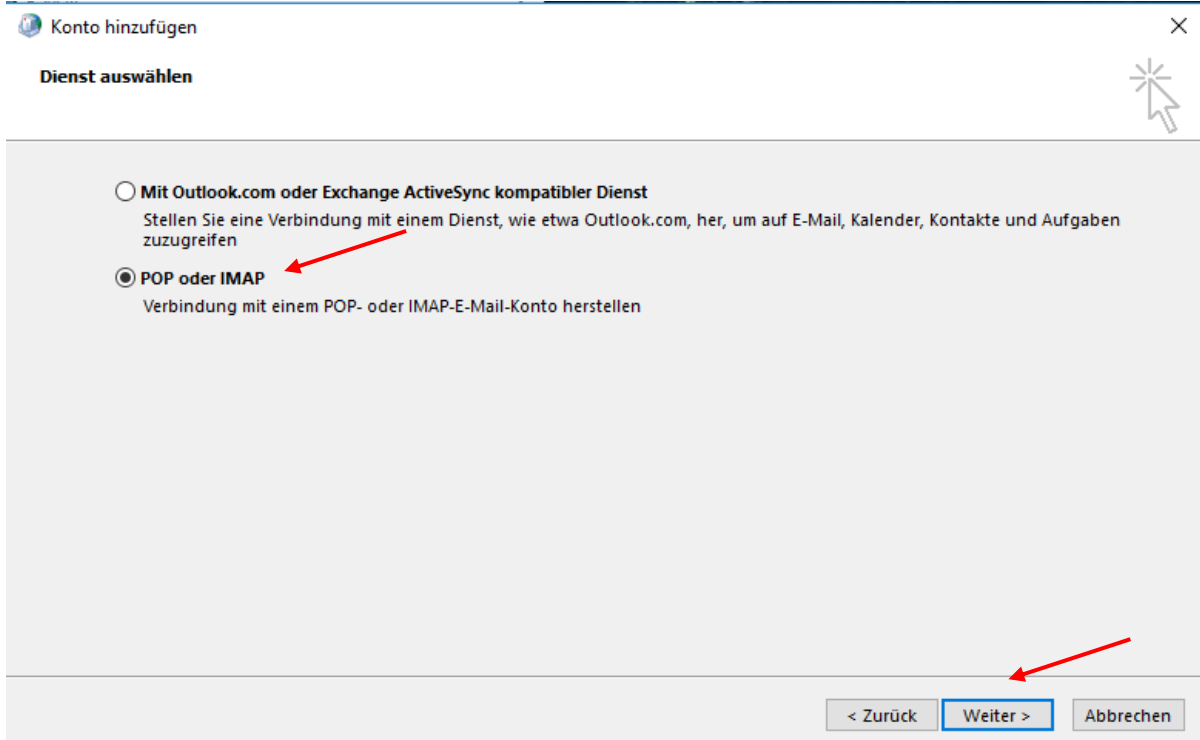 Konto hinzufügen
Dienst auswählen
Mit Outlook.com oder Exchange ActiveSync kompatibler Dienst
Stellen Sie eine Verbindung mit einem Dienst, wie etwa Outlook.com, her, um auf E-Mail, Kalender, Kontakte und Aufgaben
zuzugreifen
POP oder IMAP
Verbindung mit einem POP- oder IMAP-E-Mail-Konto herstellen
< Zurück Weiter > Abbrechen